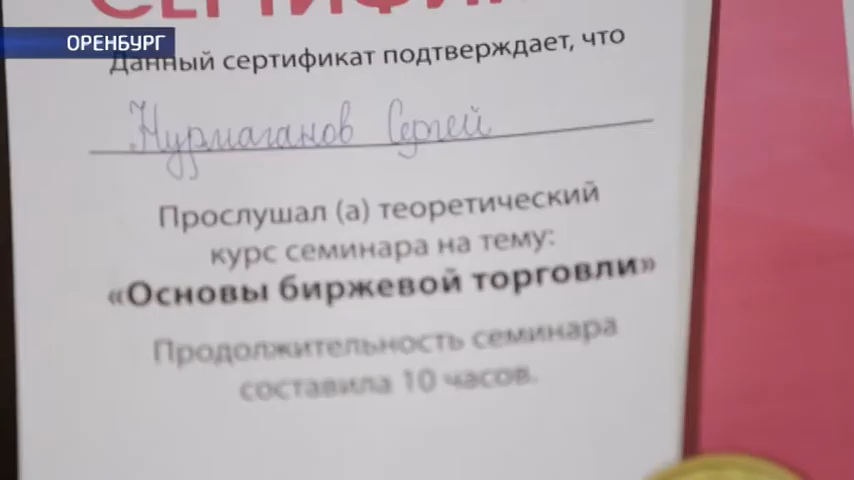 СЕРТИФИ
ОРЕНБУРГ
Данный сертификат подтверждает, что
Нурмаганов Сергей
Прослушал (а) теоретический
курс семинара на тему:
«Основы биржевой торговли»
Продолжительность семинара
составила 10 часов.